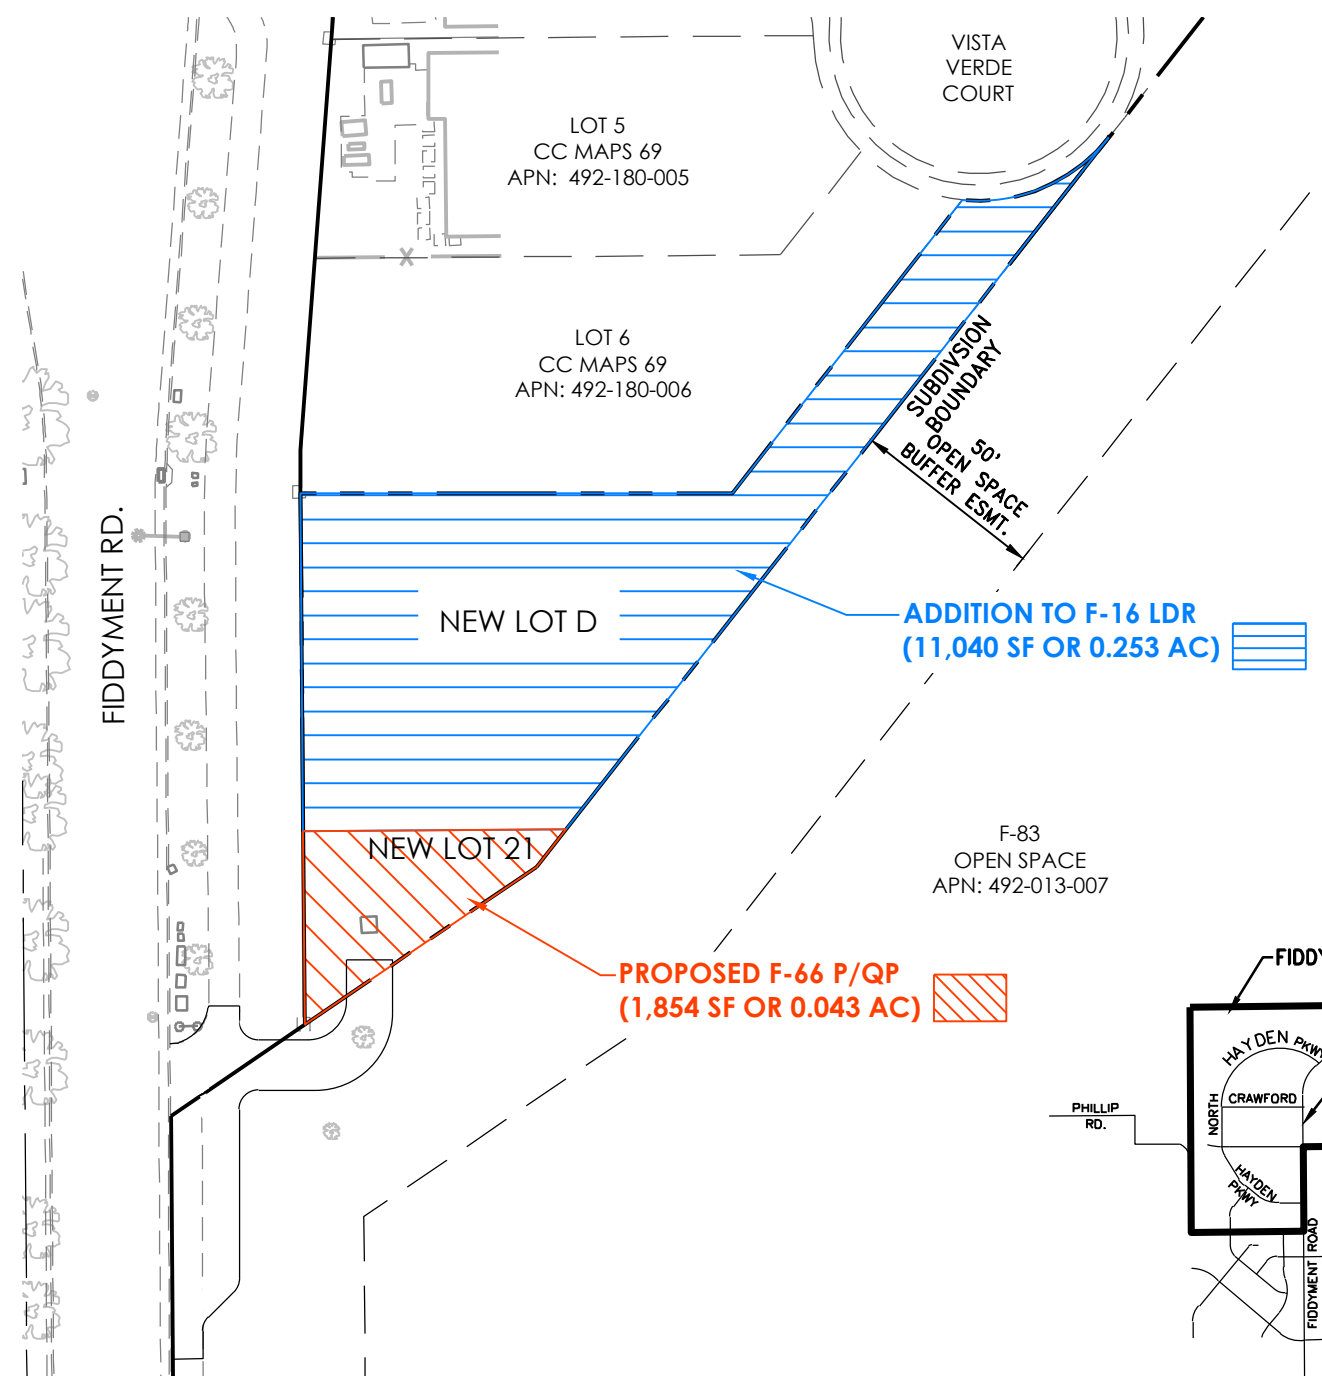 VISTA
VERDE
COURT
LOT 5
CC MAPS 69
APN: 492-180-005
LOT 6
CC MAPS 69
APN: 492-180-006
SUBDIVISION
BOUNDARY
50'
OPEN SPACE
BUFFER ESMT.
FIDDYMENT RD.
NEW LOT D
ADDITION TO F-16 LDR
(11,040 SF OR 0.253 AC)
NEW LOT 21
F-83
OPEN SPACE
APN: 492-013-007
PROPOSED F-66 P/QP
(1,854 SF OR 0.043 AC)
FIDDY
HAYDEN PKWY
CRAWFORD
NORTH
PHILLIP
RD.
HAYDEN
PKWY
FIDDYMENT ROAD